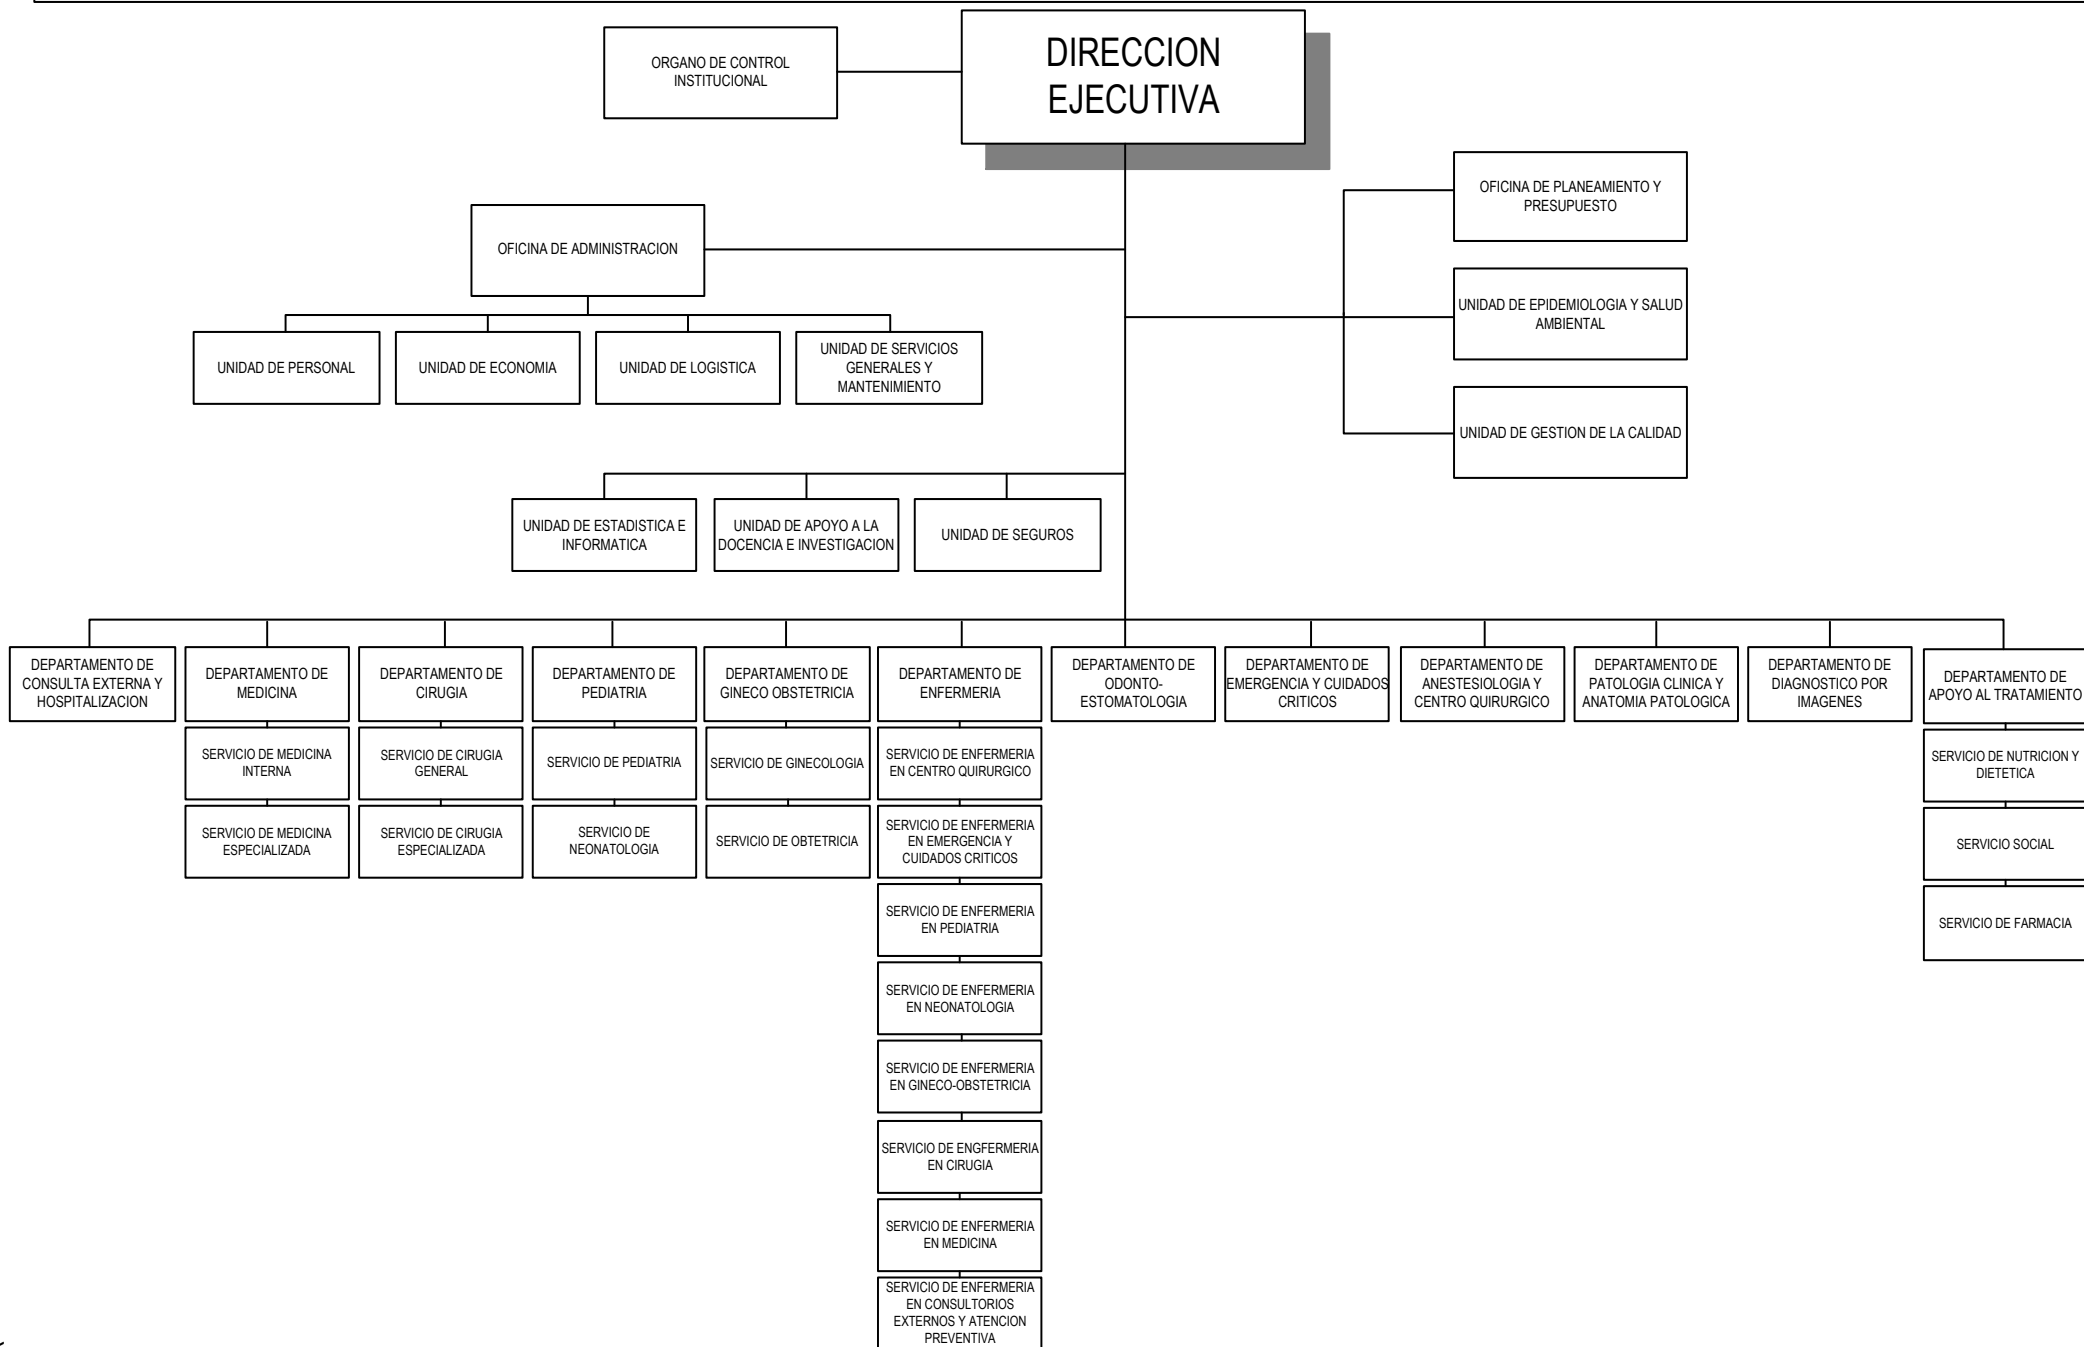 DIRECCION
EJECUTIVA
ORGANO DE CONTROL
INSTITUCIONAL
OFICINA DE PLANEAMIENTO Y
PRESUPUESTO
OFICINA DE ADMINISTRACION
UNIDAD DE EPIDEMIOLOGIA Y SALUD
AMBIENTAL
UNIDAD DE PERSONAL
UNIDAD DE ECONOMIA
UNIDAD DE LOGISTICA
UNIDAD DE SERVICIOS
GENERALES Y
MANTENIMIENTO
UNIDAD DE GESTION DE LA CALIDAD
UNIDAD DE ESTADISTICA E
INFORMATICA
UNIDAD DE APOYO A LA
DOCENCIA E INVESTIGACION
UNIDAD DE SEGUROS
DEPARTAMENTO DE
CONSULTA EXTERNA Y
HOSPITALIZACION
DEPARTAMENTO DE
MEDICINA
DEPARTAMENTO DE
CIRUGIA
DEPARTAMENTO DE
PEDIATRIA
DEPARTAMENTO DE
GINECO OBSTETRICIA
DEPARTAMENTO DE
ENFERMERIA
DEPARTAMENTO DE
ODONTO-
ESTOMATOLOGIA
DEPARTAMENTO DE
EMERGENCIA Y CUIDADOS
CRITICOS
DEPARTAMENTO DE
ANESTESIOLOGIA Y
CENTRO QUIRURGICO
DEPARTAMENTO DE
PATOLOGIA CLINICA Y
ANATOMIA PATOLOGICA
DEPARTAMENTO DE
DIAGNOSTICO POR
IMAGENES
DEPARTAMENTO DE
APOYO AL TRATAMIENTO
SERVICIO DE MEDICINA
INTERNA
SERVICIO DE CIRUGIA
GENERAL
SERVICIO DE PEDIATRIA
SERVICIO DE GINECOLOGIA
SERVICIO DE ENFERMERIA
EN CENTRO QUIRURGICO
SERVICIO DE NUTRICION Y
DIETETICA
SERVICIO DE MEDICINA
ESPECIALIZADA
SERVICIO DE CIRUGIA
ESPECIALIZADA
SERVICIO DE
NEONATOLOGIA
SERVICIO DE OBTETRICIA
SERVICIO DE ENFERMERIA
EN EMERGENCIA Y
CUIDADOS CRITICOS
SERVICIO SOCIAL
SERVICIO DE ENFERMERIA
EN PEDIATRIA
SERVICIO DE FARMACIA
SERVICIO DE ENFERMERIA
EN NEONATOLOGIA
SERVICIO DE ENFERMERIA
EN GINECO-OBSTETRICIA
SERVICIO DE ENGFERMERIA
EN CIRUGIA
SERVICIO DE ENFERMERIA
EN MEDICINA
SERVICIO DE ENFERMERIA
EN CONSULTORIOS
EXTERNOS Y ATENCION
PREVENTIVA